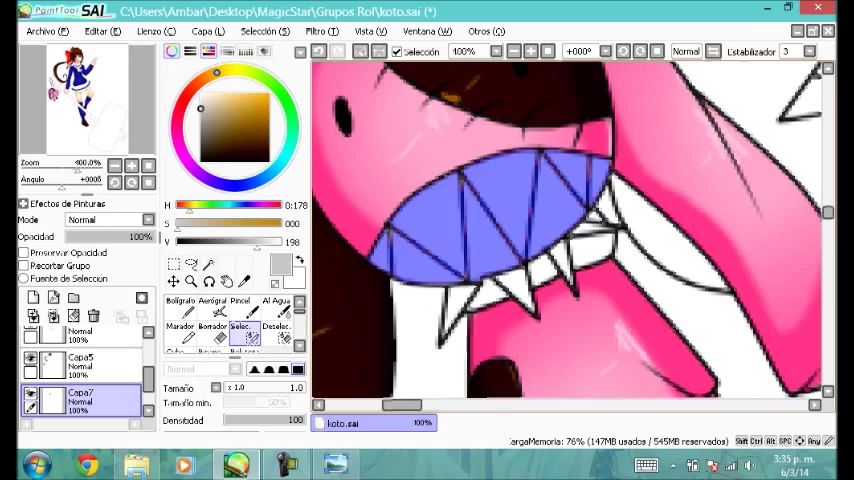 PaintTool SAI C:\Users\Ambar\Desktop\MagicStar\Grupos Rol\koto.sai (*)
Archivo (F) Editar (E) Lienzo (C) Capa (L) Selección (S) Filtro (T) Vista (V) Ventana (W) Otros (O)
Selección 100% +000° Normal Estabilizador 3
Zoom 400.0%
Angulo +000°
Efectos de Pinturas
Modo Normal
Opacidad 100%
Preservar Opacidad
Recortar Grupo
Fuente de Selección
Normal
100%
Capa5
Normal
100%
Capa7
Normal
100%
H 0:178
S 000
V 198
Bolígrafo Aerógraf Pincel Al Agua
Marador Borrador Selec. Deselec.
Normal
Tamaño x 1.0 1.0
Tamaño min. 50%
Densidad 100
koto.sai 100%
CargaMemoria: 76% (147MB usados / 545MB reservados) Shift Ctrl Alt SPC Any
3:35 p. m.
6/3/14